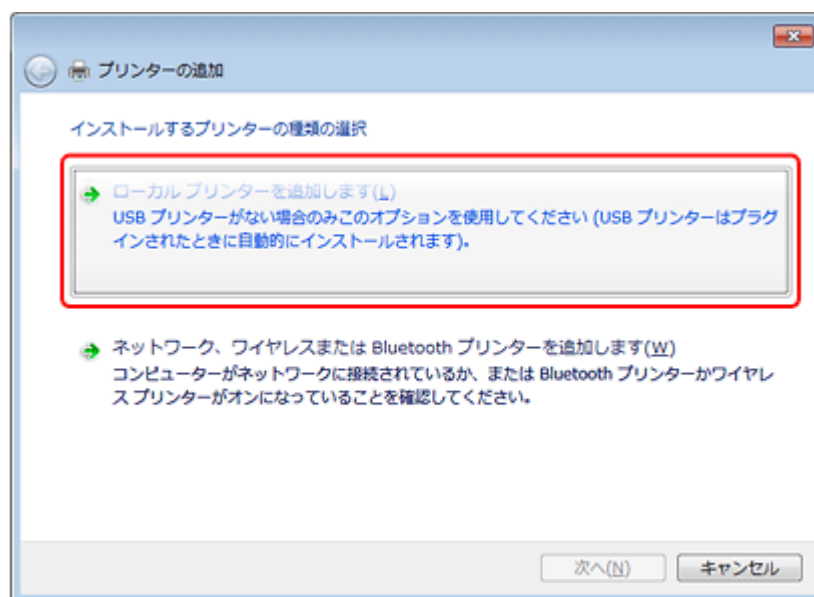 プリンターの追加
インストールするプリンターの種類の選択
ローカル プリンターを追加します(L)
USB プリンターがない場合のみこのオプションを使用してください (USB プリンターはプラグ
インされたときに自動的にインストールされます)。
ネットワーク、ワイヤレスまたは Bluetooth プリンターを追加します(W)
コンピューターがネットワークに接続されているか、または Bluetooth プリンターかワイヤレ
ス プリンターがオンになっていることを確認してください。
次へ(N)
キャンセル